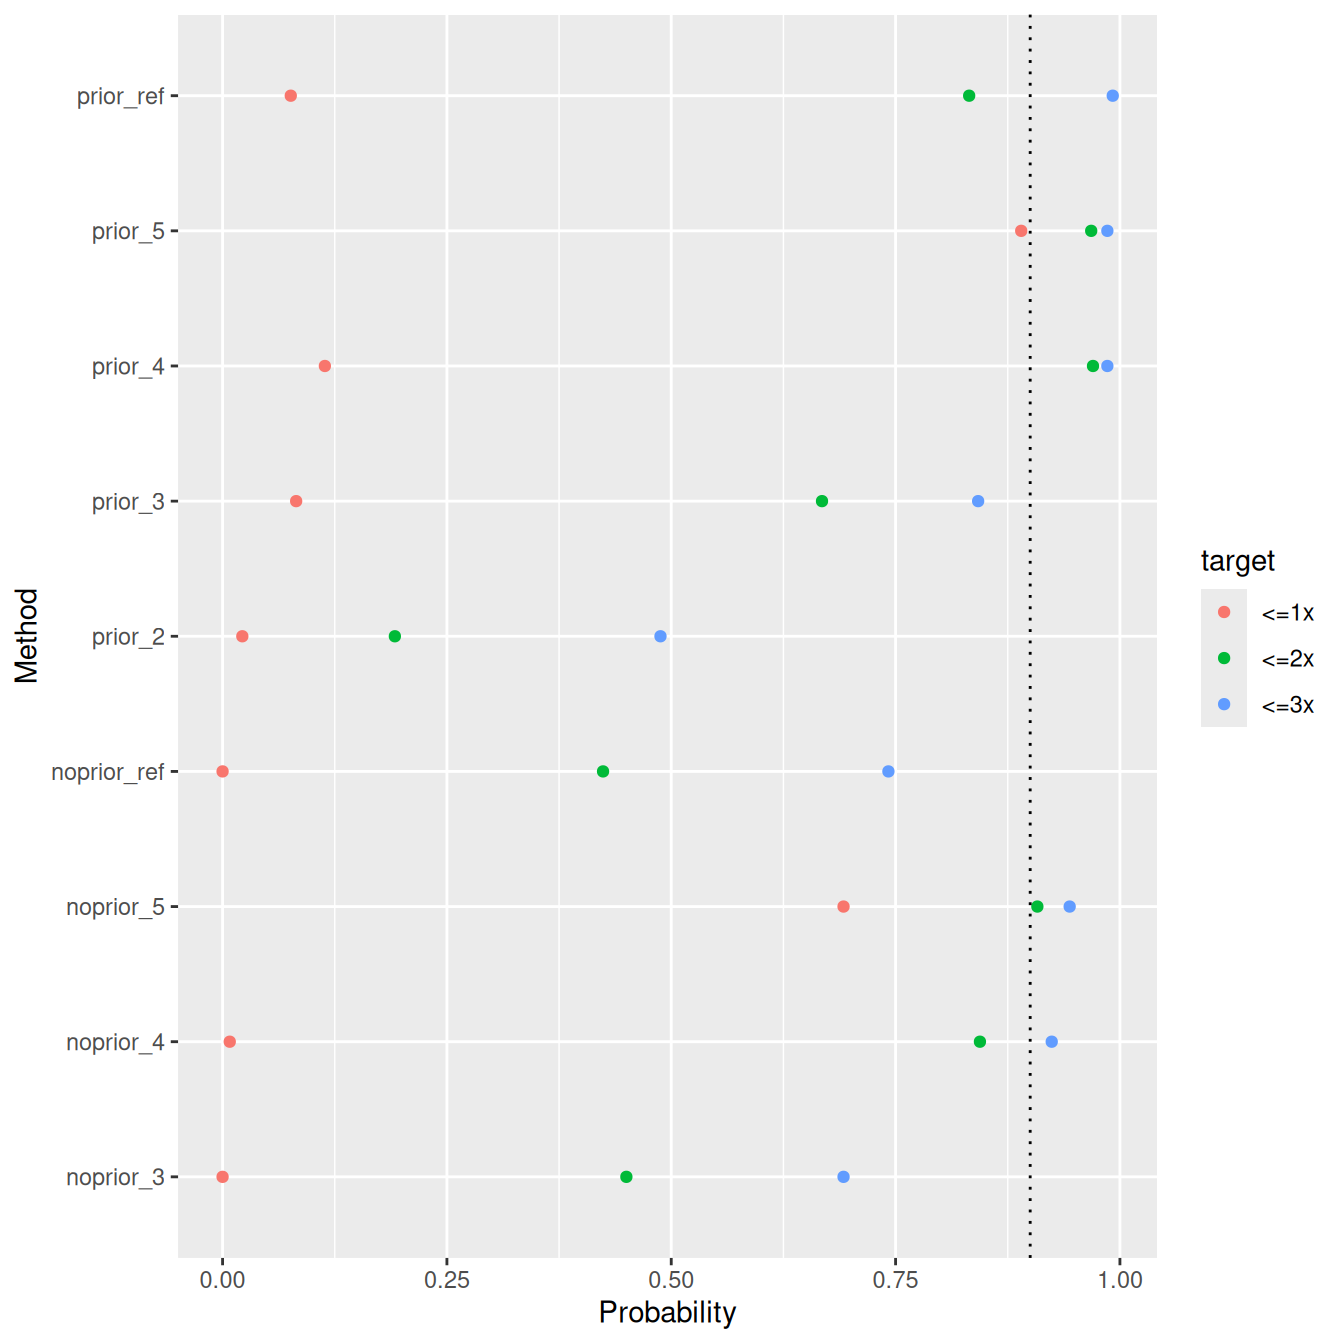 prior_ref
prior_5
prior_4
prior_3
prior_2
noprior_ref
noprior_5
noprior_4
noprior_3
Method
0.00 0.25 0.50 0.75 1.00
Probability
target
<=1x
<=2x
<=3x